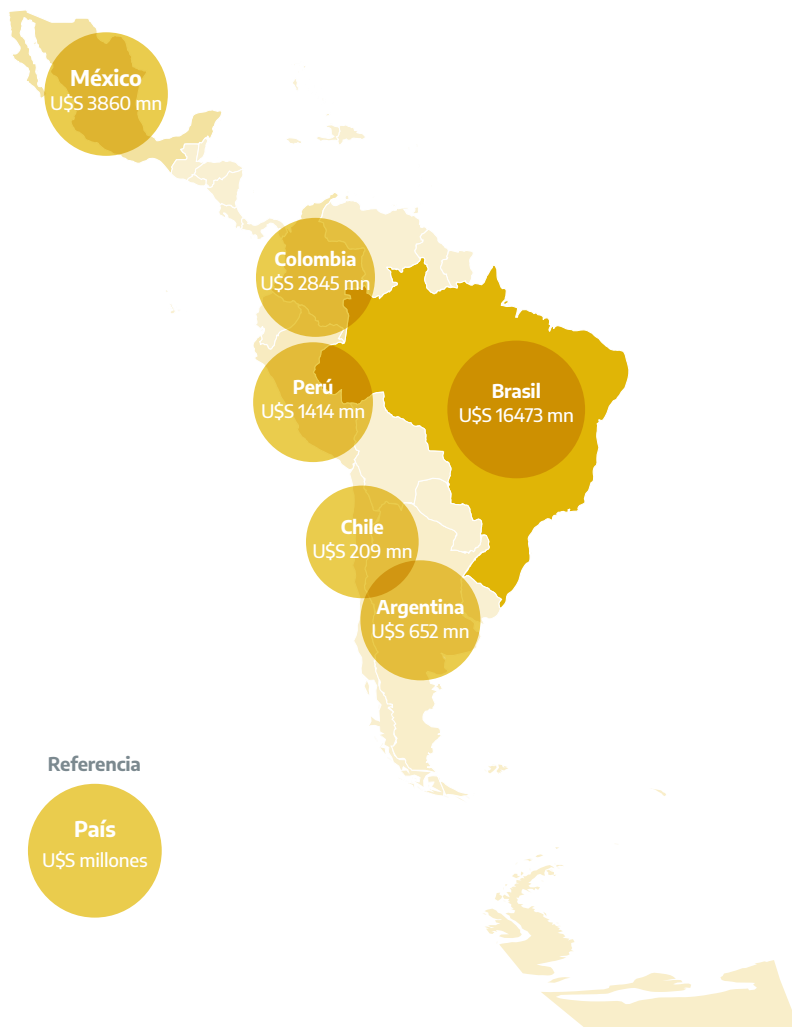 México
U$S 3860 mn
Colombia
U$S 2845 mn
Perú
U$S 1414 mn
Brasil
U$S 16473 mn
Chile
U$S 209 mn
Argentina
U$S 652 mn
Referencia
País
U$S millones